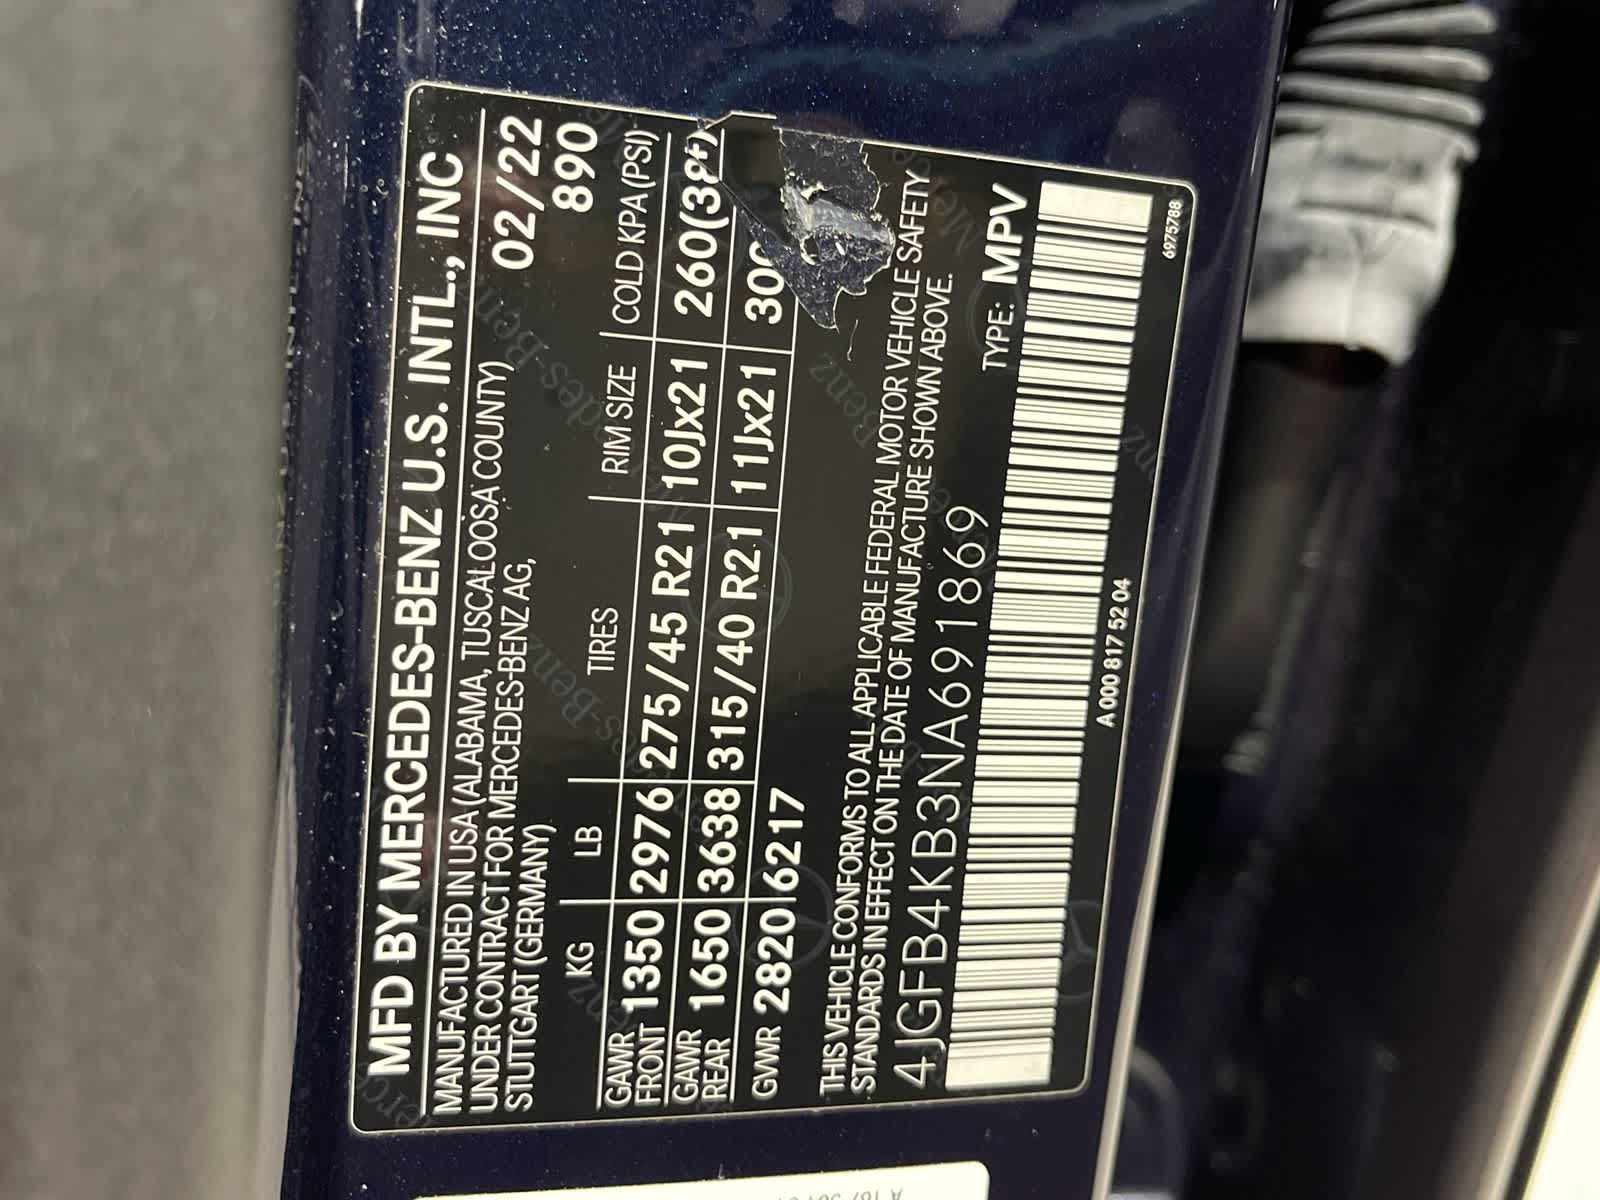 MFD BY MERCEDES-BENZ U.S. INTL., INC
MANUFACTURED IN USA (ALABAMA, TUSCALOOSA COUNTY) 02/22
UNDER CONTRACT FOR MERCEDES-BENZ AG, 890
STUTTGART (GERMANY)
KG LB TIRES RIM SIZE COLD KPA (PSI)
GAWR FRONT 1350 2976 275/45 R21 10Jx21 260(38
GAWR REAR 1650 3638 315/40 R21 11Jx21
GVWR 2820 6217
THIS VEHICLE CONFORMS TO ALL APPLICABLE FEDERAL MOTOR VEHICLE SAFETY
STANDARDS IN EFFECT ON THE DATE OF MANUFACTURE SHOWN ABOVE.
4JGFB4KB3NA691869 TYPE: MPV
A 000 817 52 04
6975788